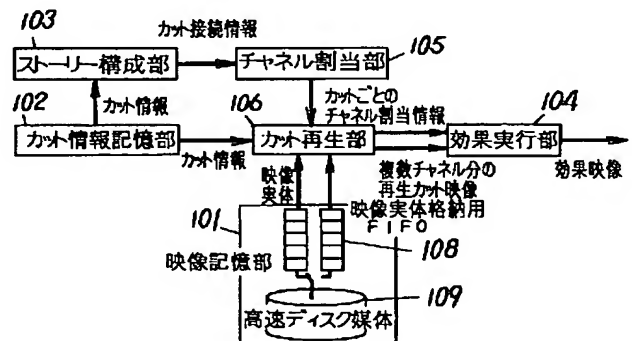 103
カット接続情報
105
ストーリー構成部
チャネル割当部
102
カット情報
106
カットごとの
チャネル割当情報
104
カット情報記憶部
カット再生部
効果実行部
カット情報
映像
実体
複数チャネル分の
再生カット映像
効果映像
101
映像実体格納用
FIFO
映像記憶部
108
109
高速ディスク媒体